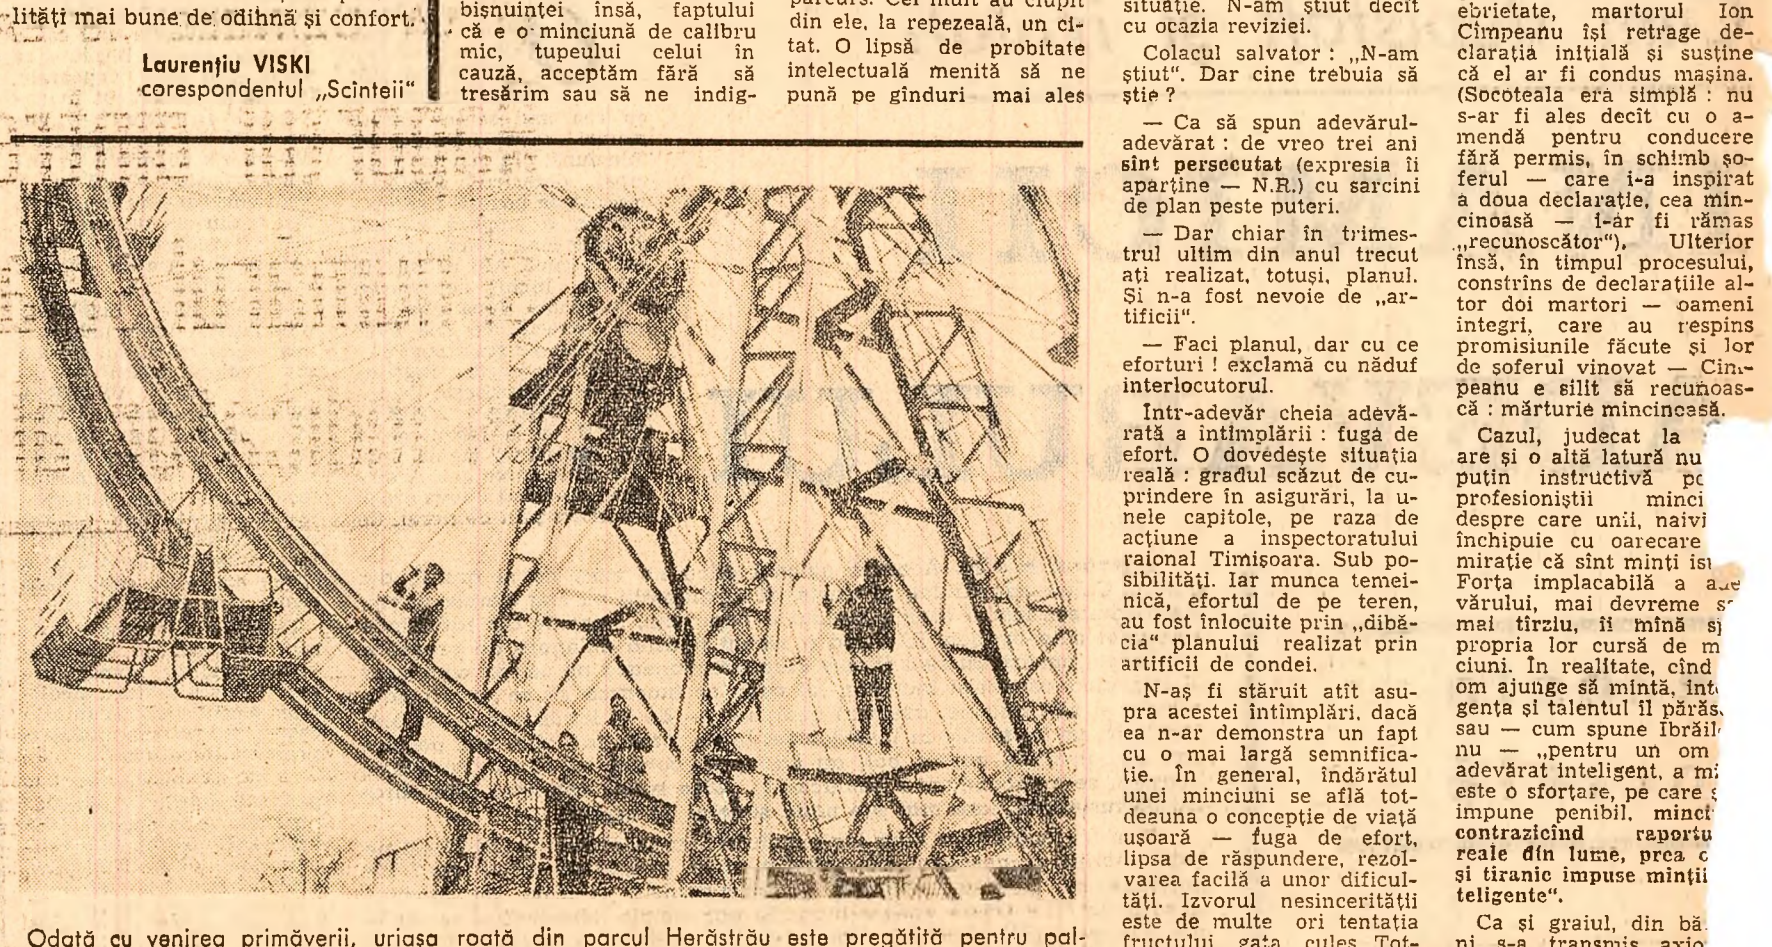 lități mai bune de odihnă și confort.
Laurențiu VISKI
corespondentul „Scînteii“
bișnuinței însă, faptului
că e o minciună de calibru
mic, tupeului celui în
cauză, acceptăm fără să
tresărim sau să ne indig-
parcurs. Cel mult au ciupit
din ele, la repezeală, un ci-
tat. O lipsă de probitate
intelectuală menită să ne
pună pe gînduri mai ales
Odată cu venirea primăverii, uriașa roată din parcul Herăstrău este pregătită pentru pal-
situație. N-am știut decît
cu ocazia reviziei.
Colacul salvator : „N-am
știut“. Dar cine trebuia să
știe ?
— Ca să spun adevărul-
adevărat : de vreo trei ani
sînt persecutat (expresia îi
aparține — N.R.) cu sarcini
de plan peste puteri.
— Dar chiar în trimes-
trul ultim din anul trecut
ați realizat, totuși, planul.
Și n-a fost nevoie de „ar-
tificii“.
— Faci planul, dar cu ce
eforturi ! exclamă cu năduf
interlocutorul.
Într-adevăr cheia adevă-
rată a întîmplării : fuga de
efort. O dovedește situația
reală : gradul scăzut de cu-
prindere în asigurări, la u-
nele capitole, pe raza de
acțiune a inspectoratului
raional Timișoara. Sub po-
sibilități. Iar munca temei-
nică, efortul de pe teren,
au fost înlocuite prin „dibă-
cia“ planului realizat prin
artificii de condei.
N-aș fi stăruit atît asu-
pra acestei întîmplări, dacă
ea n-ar demonstra un fapt
cu o mai largă semnifica-
ție. În general, îndărătul
unei minciuni se află tot-
deauna o concepție de viață
ușoară — fuga de efort,
lipsa de răspundere, rezol-
varea facilă a unor dificul-
tăți. Izvorul nesincerității
este de multe ori tentația
fructului gata cules Tot-
ebrietate, martorul Ion
Cîmpeanu își retrage de-
clarația inițială și susține
că el ar fi condus mașina.
(Socoteala era simplă : nu
s-ar fi ales decît cu o a-
mendă pentru conducere
fără permis, în schimb șo-
ferul — care i-a inspirat
a doua declarație, cea min-
cinoasă — i-ar fi rămas
„recunoscător“). Ulterior
însă, în timpul procesului,
constrîns de declarațiile al-
tor doi martori — oameni
integri, care au respins
promisiunile făcute și lor
de șoferul vinovat — Cîm-
peanu e silit să recunoas-
că : mărturie mincinoasă.
Cazul, judecat la
are și o altă latură nu
puțin instructivă
profesioniștii minci
despre care unii, naivi
închipuie cu oarecare
mirație că sînt minți
Forța implacabilă a ade-
vărului, mai devreme
mai tîrziu, îi mînă
propria lor cursă de m
ciuni. În realitate, cînd
om ajunge să mintă,
gența și talentul îl
sau — cum spune
nu — „pentru un om
adevărat inteligent, a
este o sforțare, pe care
impune penibil,
contrazicînd raportu
reale din lume, prea
și tiranic impuse minții
teligente“.
Ca și graiul, din
ni s-a transmis